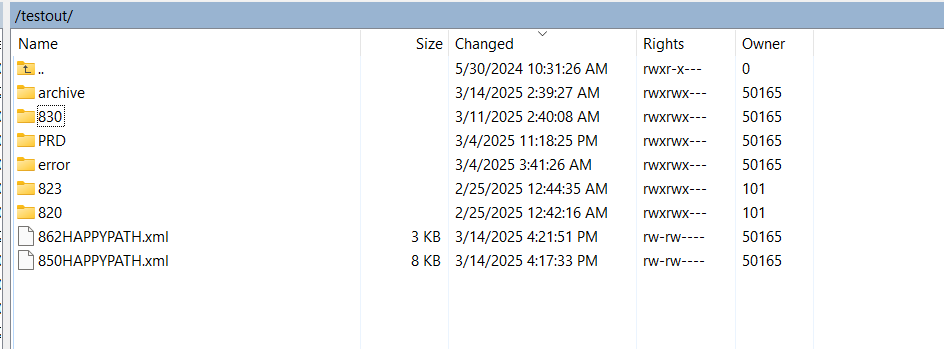 /testout/
Name Size Changed Rights Owner
.. 5/30/2024 10:31:26 AM rwxr-x--- 0
archive 3/14/2025 2:39:27 AM rwxrwx--- 50165
830 3/11/2025 2:40:08 AM rwxrwx--- 50165
PRD 3/4/2025 11:18:25 PM rwxrwx--- 50165
error 3/4/2025 3:41:26 AM rwxrwx--- 50165
823 2/25/2025 12:44:35 AM rwxrwx--- 101
820 2/25/2025 12:42:16 AM rwxrwx--- 101
862HAPPYPATH.xml 3 KB 3/14/2025 4:21:51 PM rw-rw---- 50165
850HAPPYPATH.xml 8 KB 3/14/2025 4:17:33 PM rw-rw---- 50165